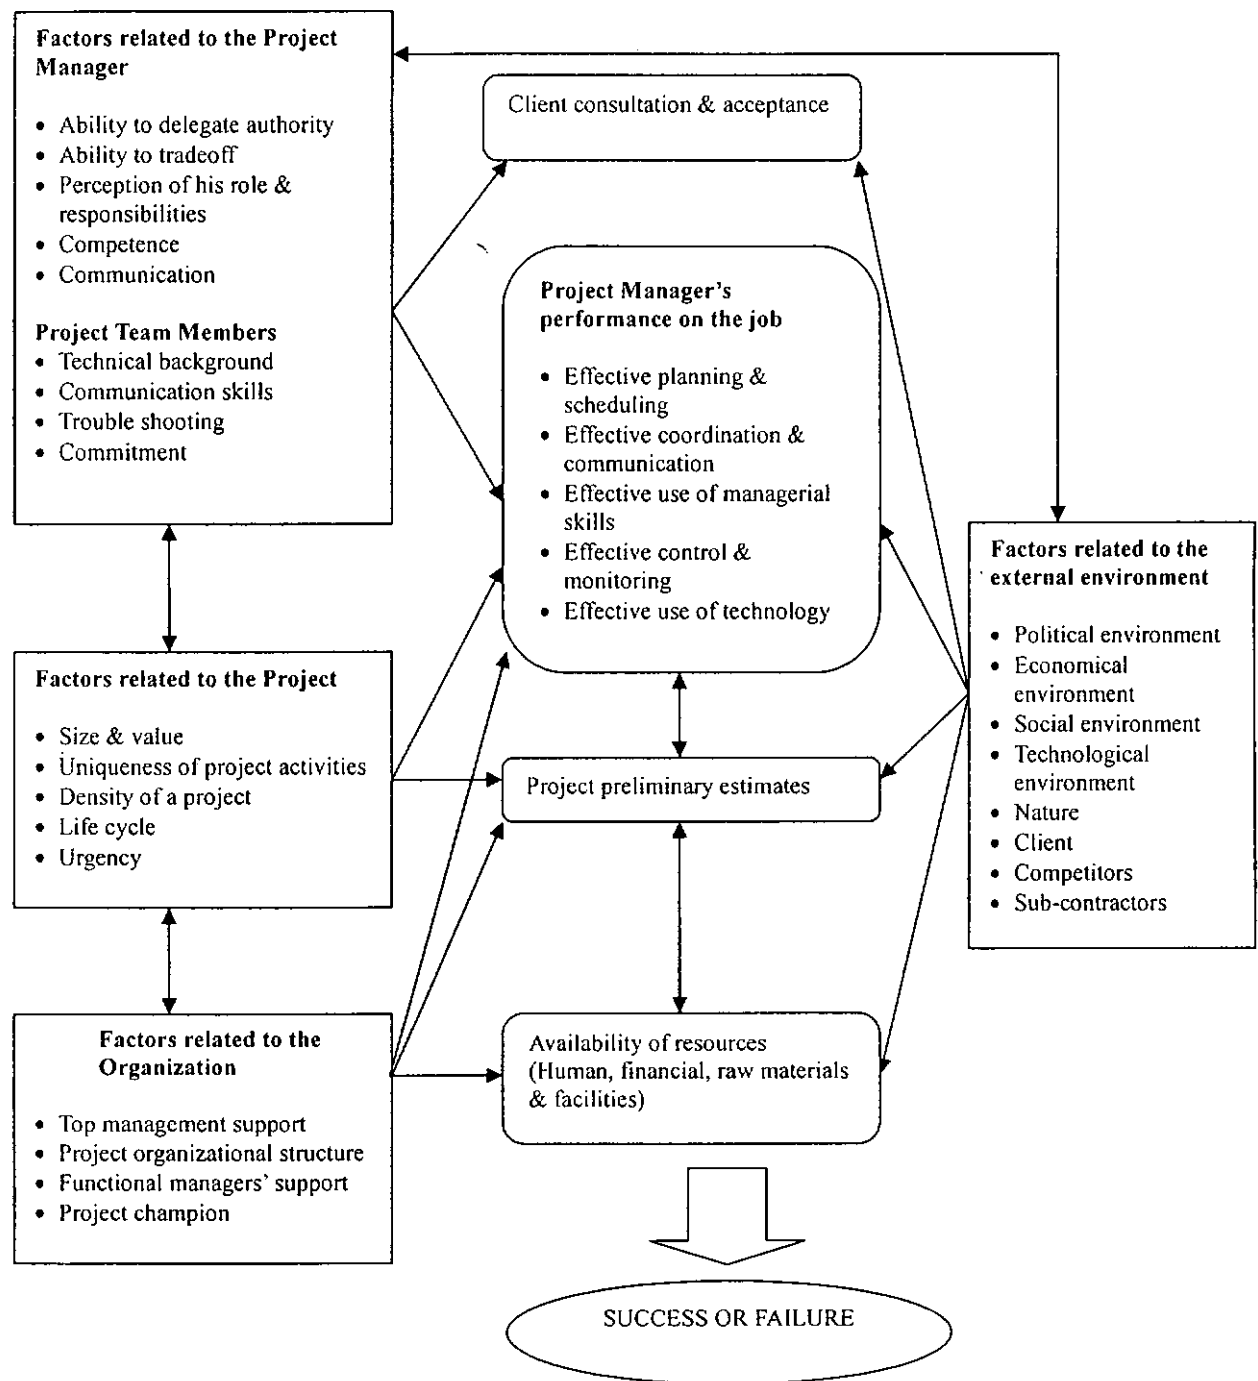 Factors related to the Project
Manager
• Ability to delegate authority
• Ability to tradeoff
• Perception of his role &
responsibilities
• Competence
• Communication
Project Team Members
• Technical background
• Communication skills
• Trouble shooting
• Commitment
Factors related to the Project
• Size & value
• Uniqueness of project activities
• Density of a project
• Life cycle
• Urgency
Factors related to the
Organization
• Top management support
• Project organizational structure
• Functional managers' support
• Project champion
Client consultation & acceptance
Project Manager's
performance on the job
• Effective planning &
scheduling
• Effective coordination &
communication
• Effective use of managerial
skills
• Effective control &
monitoring
• Effective use of technology
Project preliminary estimates
Availability of resources
(Human, financial, raw materials
& facilities)
Factors related to the
external environment
• Political environment
• Economical
environment
• Social environment
• Technological
environment
• Nature
• Client
• Competitors
• Sub-contractors
SUCCESS OR FAILURE